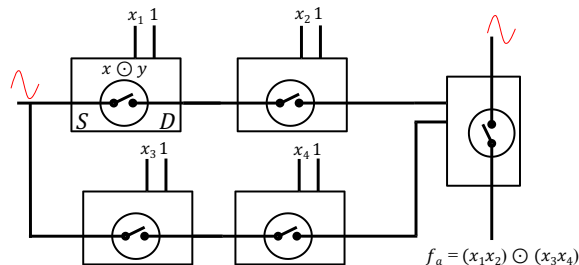 x₁ 1
x₂ 1
x ⊙ y
S D
x₃ 1
x₄ 1
fₐ = (x₁x₂) ⊙ (x₃x₄)